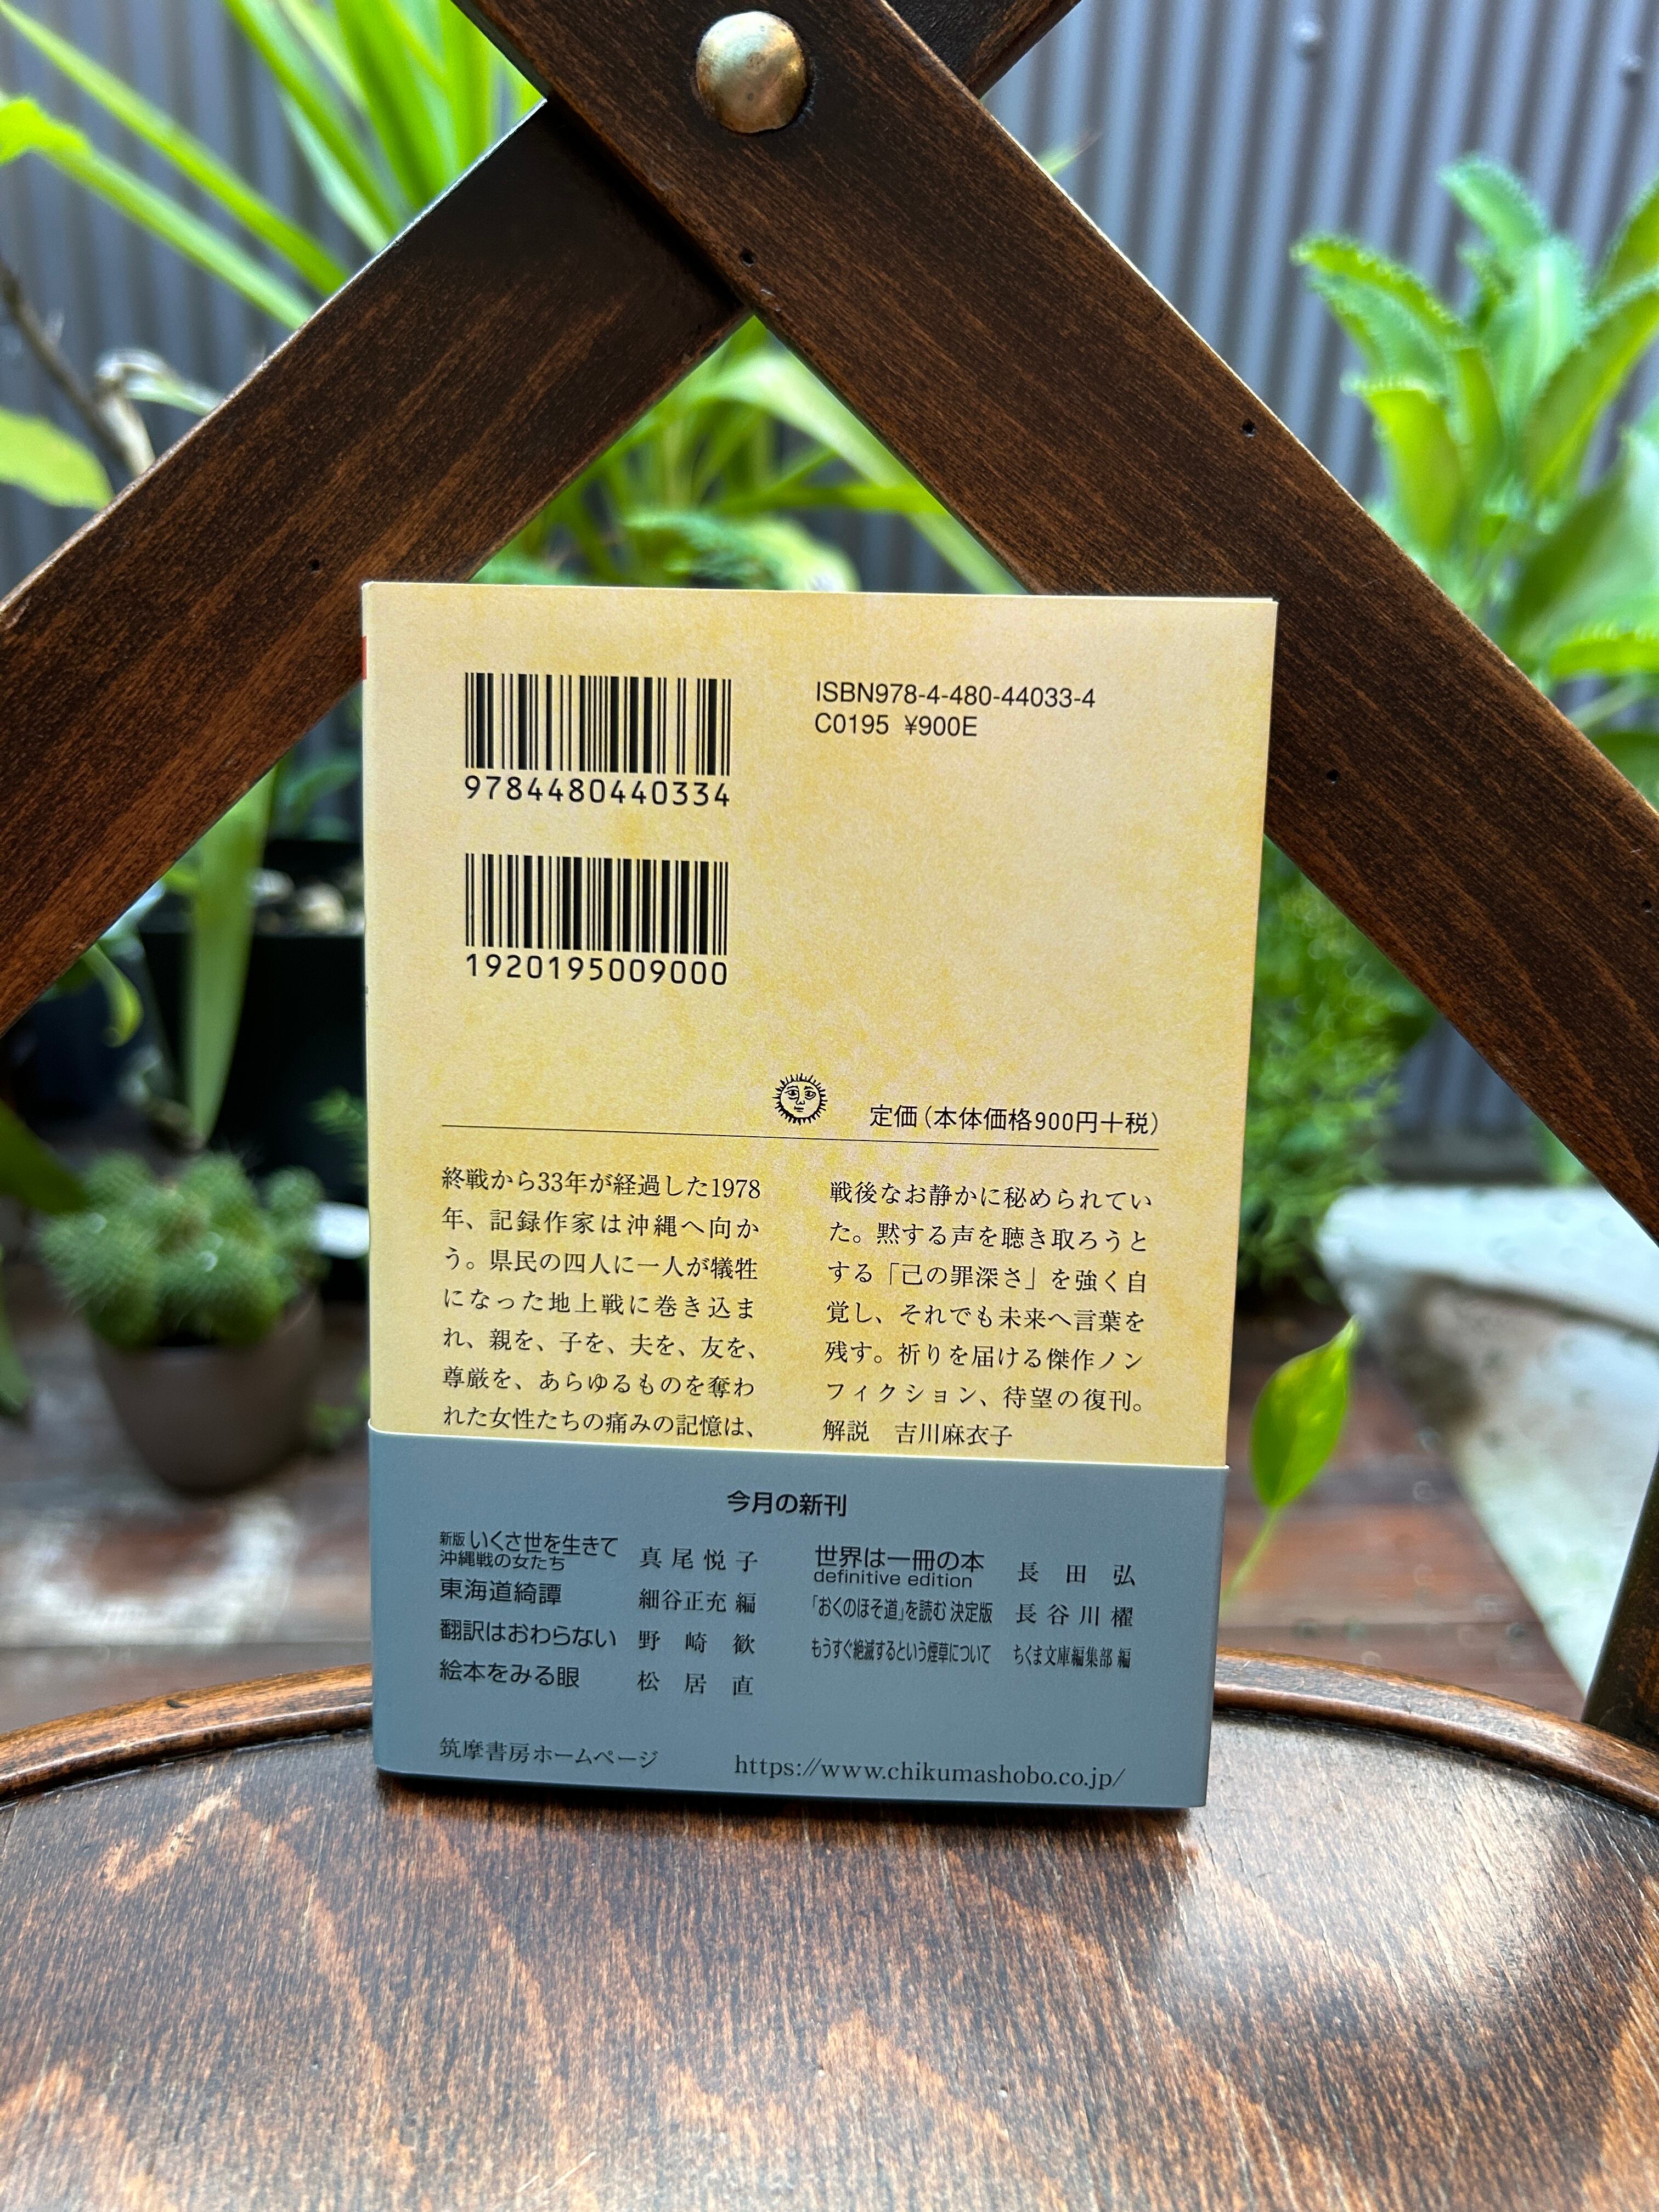 9784480440334
1920195009000
ISBN978-4-480-44033-4
C0195 ¥900E
定価(本体価格900円＋税)
終戦から33年が経過した1978
年、記録作家は沖縄へ向か
う。県民の四人に一人が犠牲
になった地上戦に巻き込ま
れ、親を、子を、夫を、友を、
尊厳を、あらゆるものを奪わ
れた女性たちの痛みの記憶は、
戦後なお静かに秘められてい
た。黙する声を聴き取ろうと
する「己の罪深さ」を強く自
覚し、それでも未来へ言葉を
残す。祈りを届ける傑作ノン
フィクション、待望の復刊。
解説　吉川麻衣子
今月の新刊
新版 いくさ世を生きて
沖縄戦の女たち 真尾悦子
東海道綺譚 細谷正充 編
翻訳はおわらない 野崎歓
絵本をみる眼 松居直
世界は一冊の本
definitive edition 長田弘
「おくのほそ道」を読む 決定版 長谷川櫂
もうすぐ絶滅するという煙草について ちくま文庫編集部 編
筑摩書房ホームページ https://www.chikumashobo.co.jp/